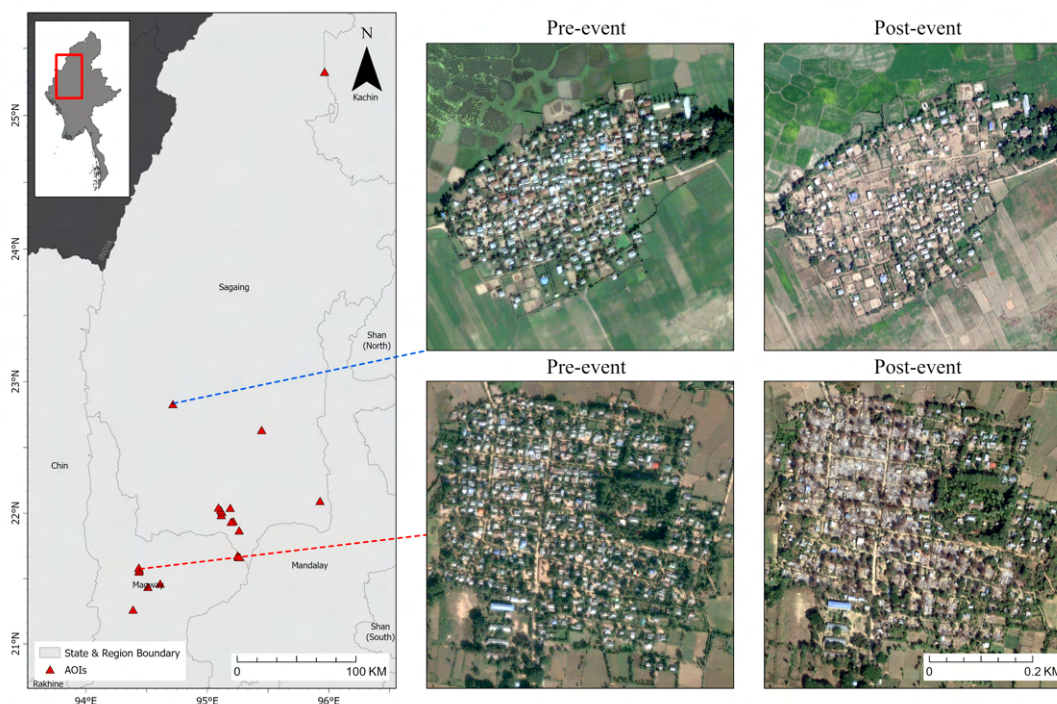 Pre-event
Post-event
N
Kachin
25°N
INDIA
24°N
Sagaing
Shan
(North)
23°N
Pre-event
Post-event
Chin
22°N
Mandalay
Magway
21°N
Shan
(South)
State & Region Boundary
AOIs
Rakhine
100 KM
0
94°E
95°E
96°E
0
0.2 KM